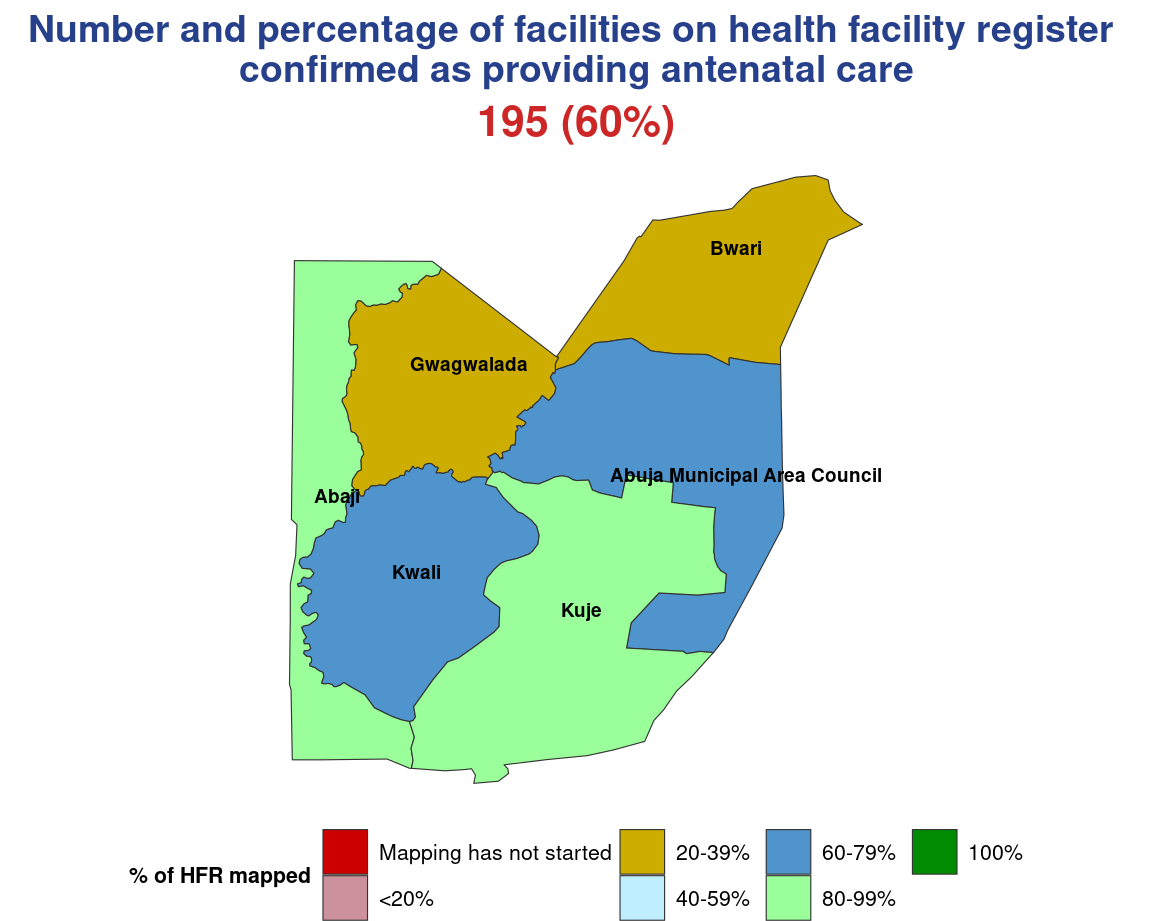 Number and percentage of facilities on health facility register
confirmed as providing antenatal care
195 (60%)
Bwari
Gwagwalada
Abuja Municipal Area Council
Abaji
Kwali
Kuje
% of HFR mapped
Mapping has not started
<20%
20-39%
40-59%
60-79%
80-99%
100%